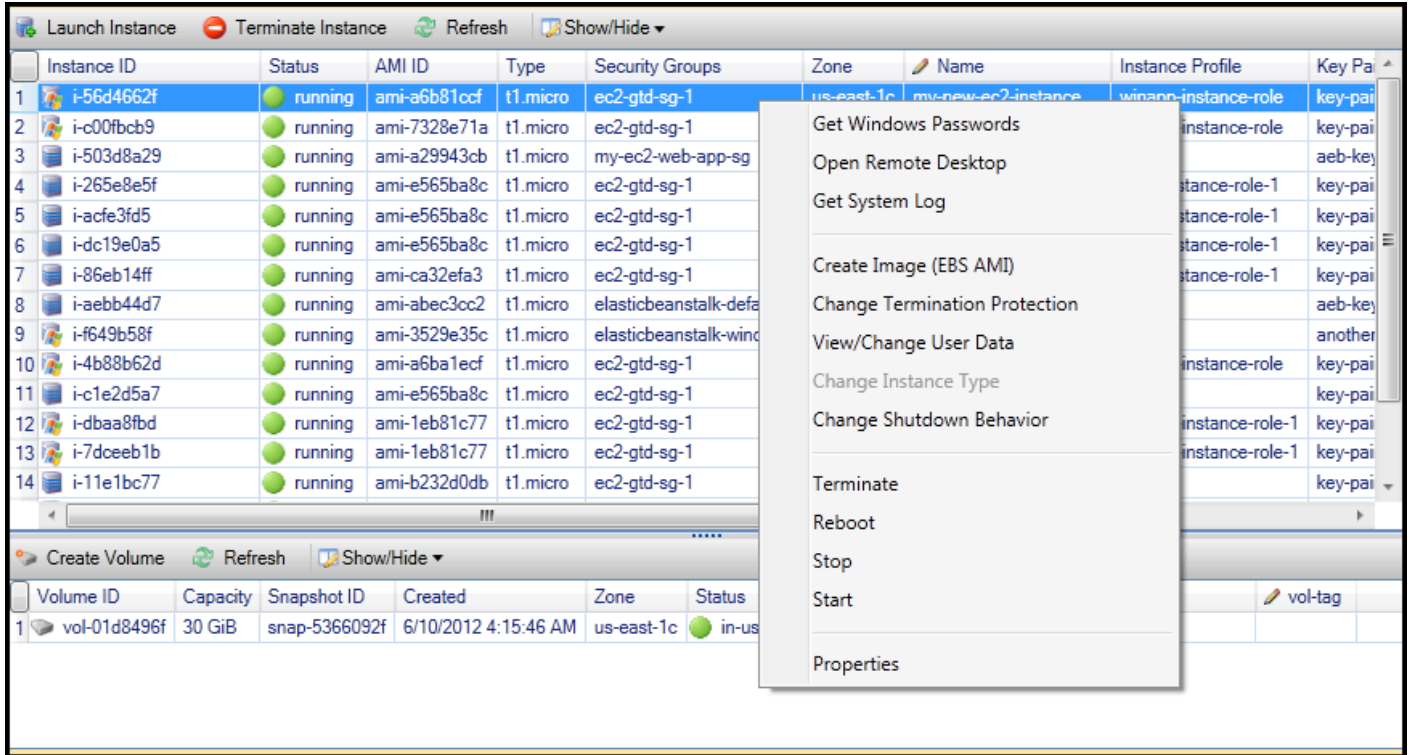 Launch Instance Terminate Instance Refresh Show/Hide
Instance ID Status AMI ID Type Security Groups Zone Name Instance Profile Key Pai
1 i-56d4662f running ami-a6b81ccf t1.micro ec2-gtd-sg-1 us-east-1c my-new-ec2-instance winapp-instance-role key-pai
2 i-c00fbcb9 running ami-7328e71a t1.micro ec2-gtd-sg-1 instance-role key-pai
3 i-503d8a29 running ami-a29943cb t1.micro my-ec2-web-app-sg aeb-key
4 i-265e8e5f running ami-e565ba8c t1.micro ec2-gtd-sg-1 stance-role-1 key-pai
5 i-acfe3fd5 running ami-e565ba8c t1.micro ec2-gtd-sg-1 stance-role-1 key-pai
6 i-dc19e0a5 running ami-e565ba8c t1.micro ec2-gtd-sg-1 stance-role-1 key-pai
7 i-86eb14ff running ami-ca32efa3 t1.micro ec2-gtd-sg-1 stance-role-1 key-pai
8 i-aebb44d7 running ami-abec3cc2 t1.micro elasticbeanstalk-defa aeb-key
9 i-f649b58f running ami-3529e35c t1.micro elasticbeanstalk-wind another
10 i-4b88b62d running ami-a6ba1ecf t1.micro ec2-gtd-sg-1 instance-role key-pai
11 i-c1e2d5a7 running ami-e565ba8c t1.micro ec2-gtd-sg-1 key-pai
12 i-dbaa8fbd running ami-1eb81c77 t1.micro ec2-gtd-sg-1 instance-role-1 key-pai
13 i-7dceeb1b running ami-1eb81c77 t1.micro ec2-gtd-sg-1 instance-role-1 key-pai
14 i-11e1bc77 running ami-b232d0db t1.micro ec2-gtd-sg-1 key-pai
Get Windows Passwords
Open Remote Desktop
Get System Log
Create Image (EBS AMI)
Change Termination Protection
View/Change User Data
Change Instance Type
Change Shutdown Behavior
Terminate
Reboot
Stop
Start
Properties
Create Volume Refresh Show/Hide
Volume ID Capacity Snapshot ID Created Zone Status vol-tag
1 vol-01d8496f 30 GiB snap-5366092f 6/10/2012 4:15:46 AM us-east-1c in-us